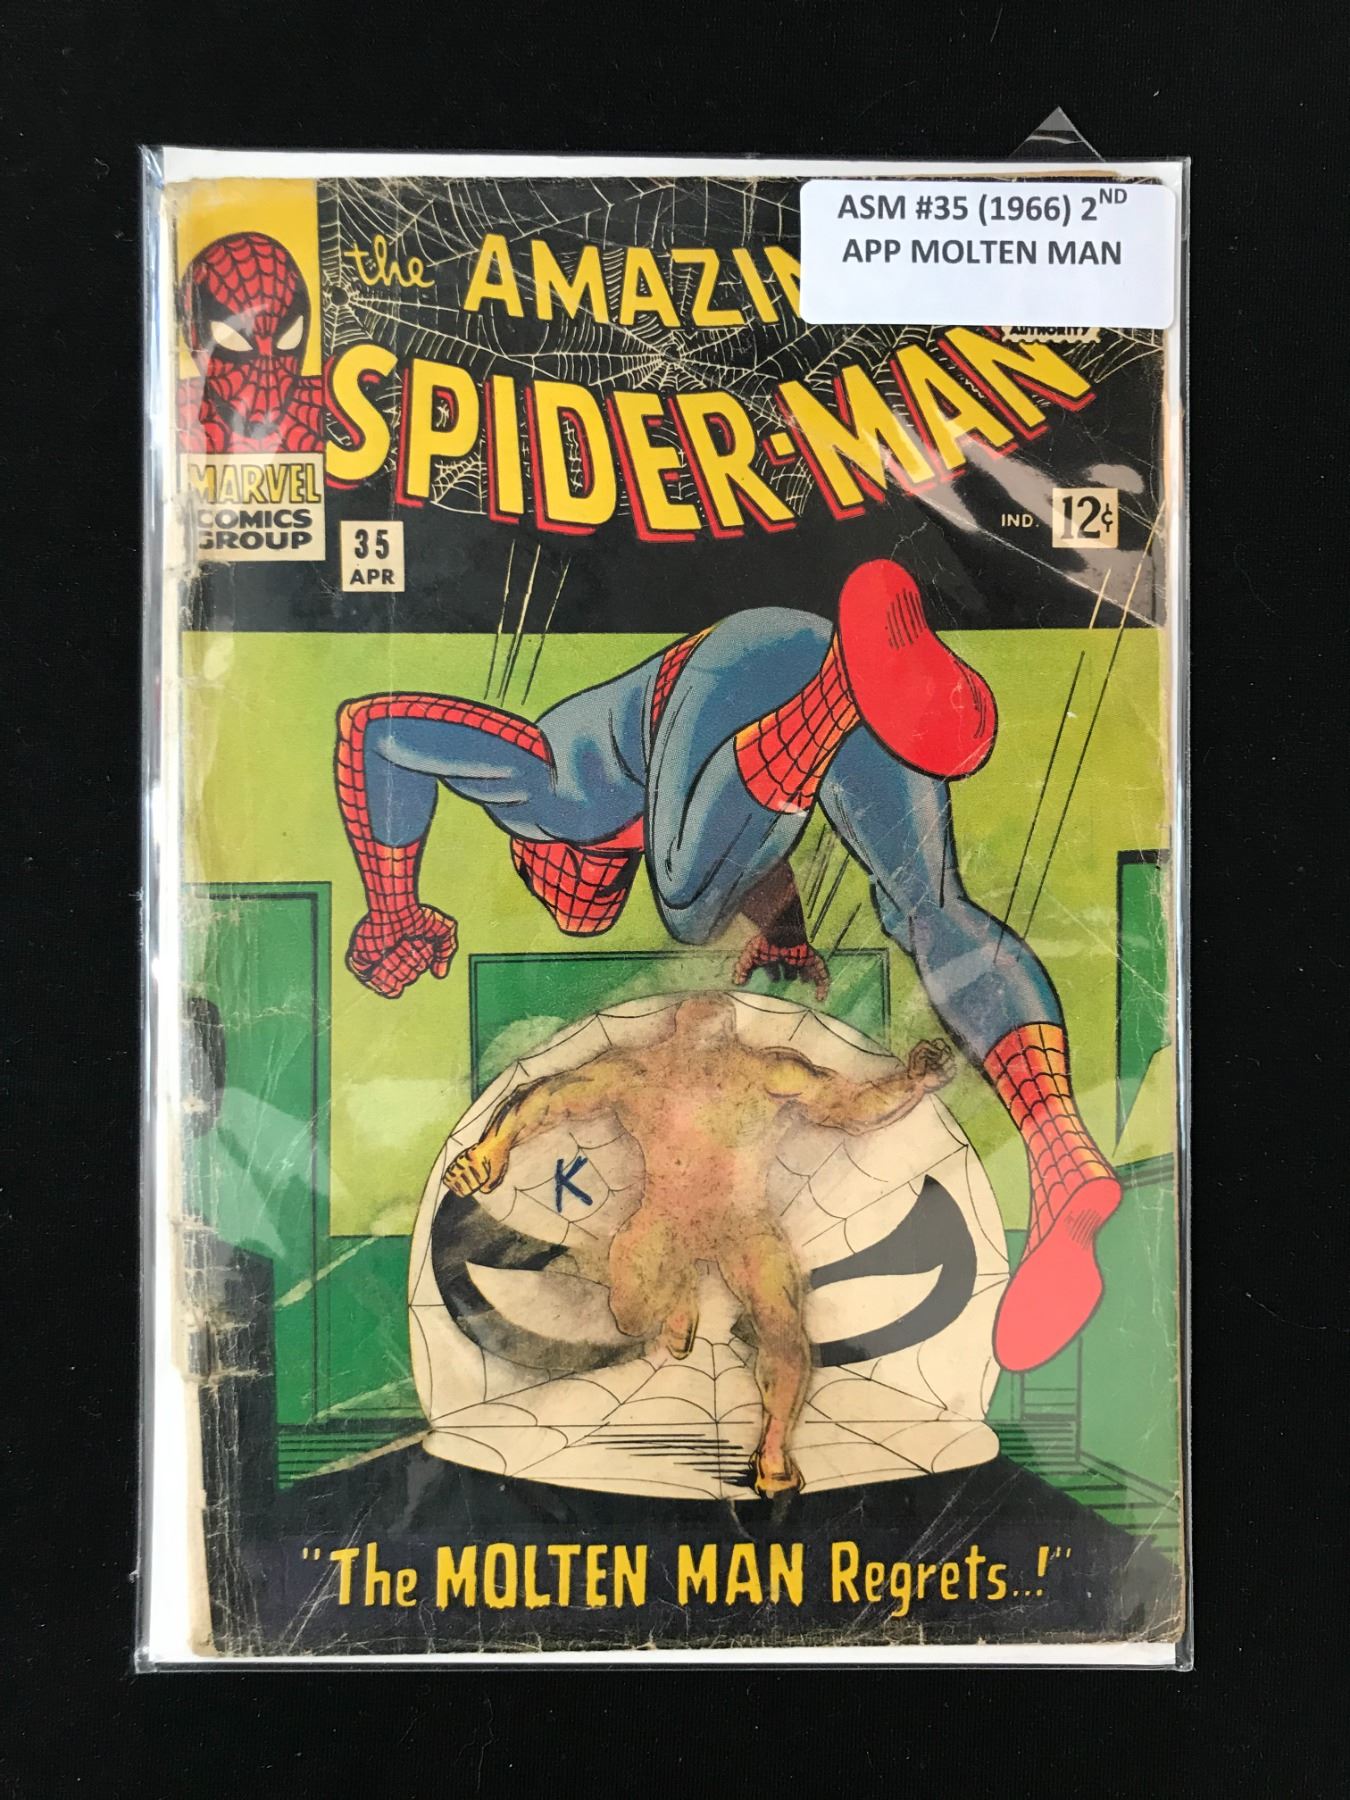 ASM #35 (1966) 2ND
APP MOLTEN MAN
the AMAZIN
AUTHORITY
SPIDER-MAN
MARVEL
COMICS
GROUP
35
APR
IND. 12¢
K
"The MOLTEN MAN Regrets...!"